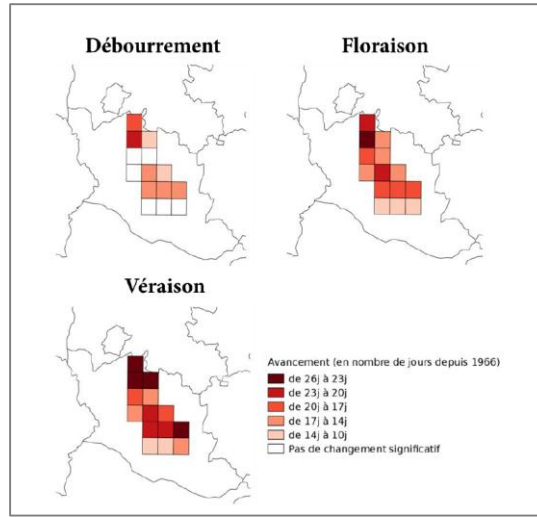 Débourrement
Floraison
Véraison
Avancement (en nombre de jours depuis 1966)
de 26j à 23j
de 23j à 20j
de 20j à 17j
de 17j à 14j
de 14j à 10j
Pas de changement significatif